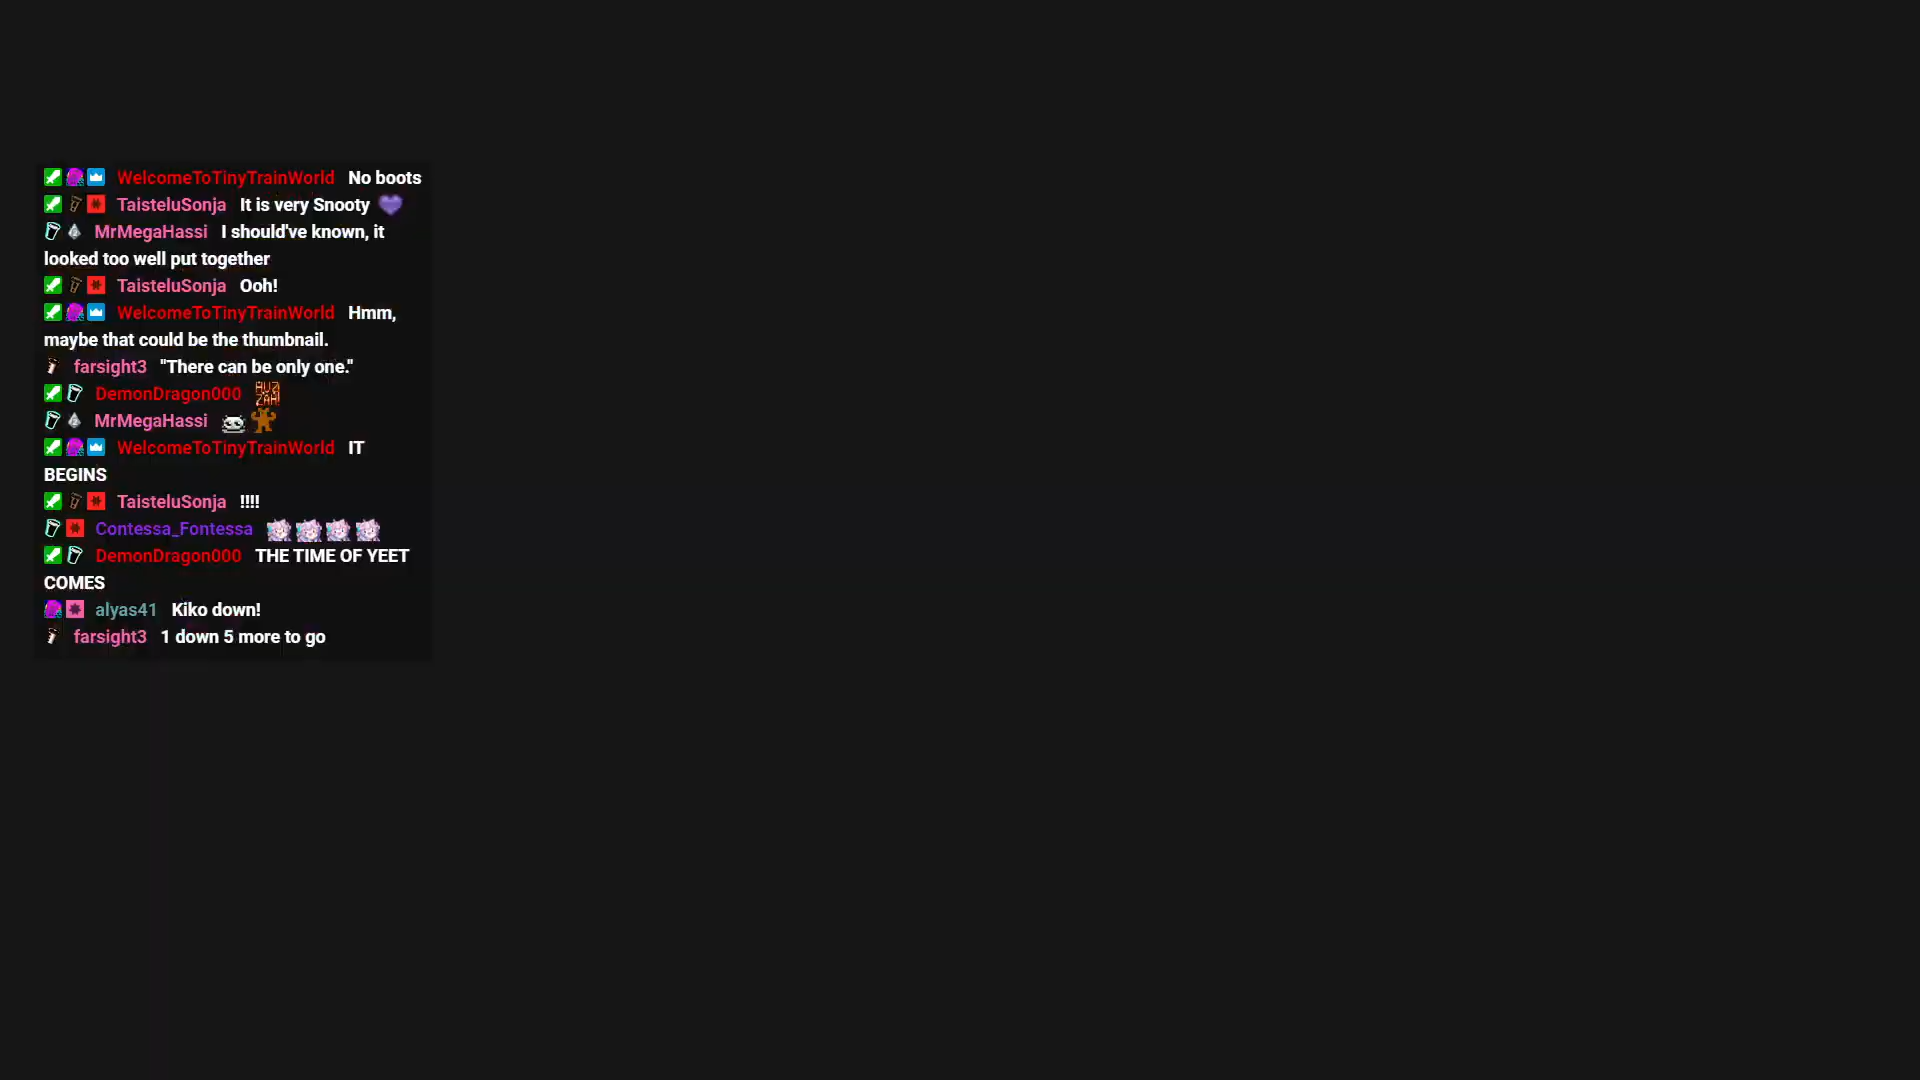 WelcomeToTinyTrainWorld No boots
TaisteluSonja It is very Snooty
MrMegaHassi I should've known, it
looked too well put together
TaisteluSonja Ooh!
WelcomeToTinyTrainWorld Hmm,
maybe that could be the thumbnail.
farsight3 "There can be only one."
DemonDragon000 HUZ
ZAH!
MrMegaHassi
WelcomeToTinyTrainWorld IT
BEGINS
TaisteluSonja !!!!
Contessa_Fontessa
DemonDragon000 THE TIME OF YEET
COMES
alyas41 Kiko down!
farsight3 1 down 5 more to go